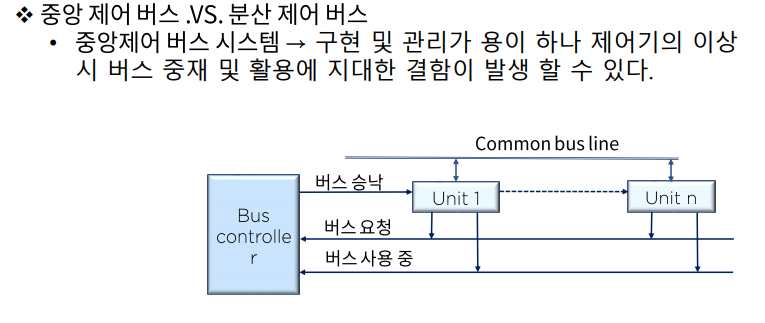 ❖ 중앙 제어 버스 .VS. 분산 제어 버스
• 중앙제어 버스 시스템 → 구현 및 관리가 용이 하나 제어기의 이상
시 버스 중재 및 활용에 지대한 결함이 발생 할 수 있다.
Common bus line
버스 승낙
Unit 1
Unit n
Bus
controlle
r
버스 요청
버스 사용 중